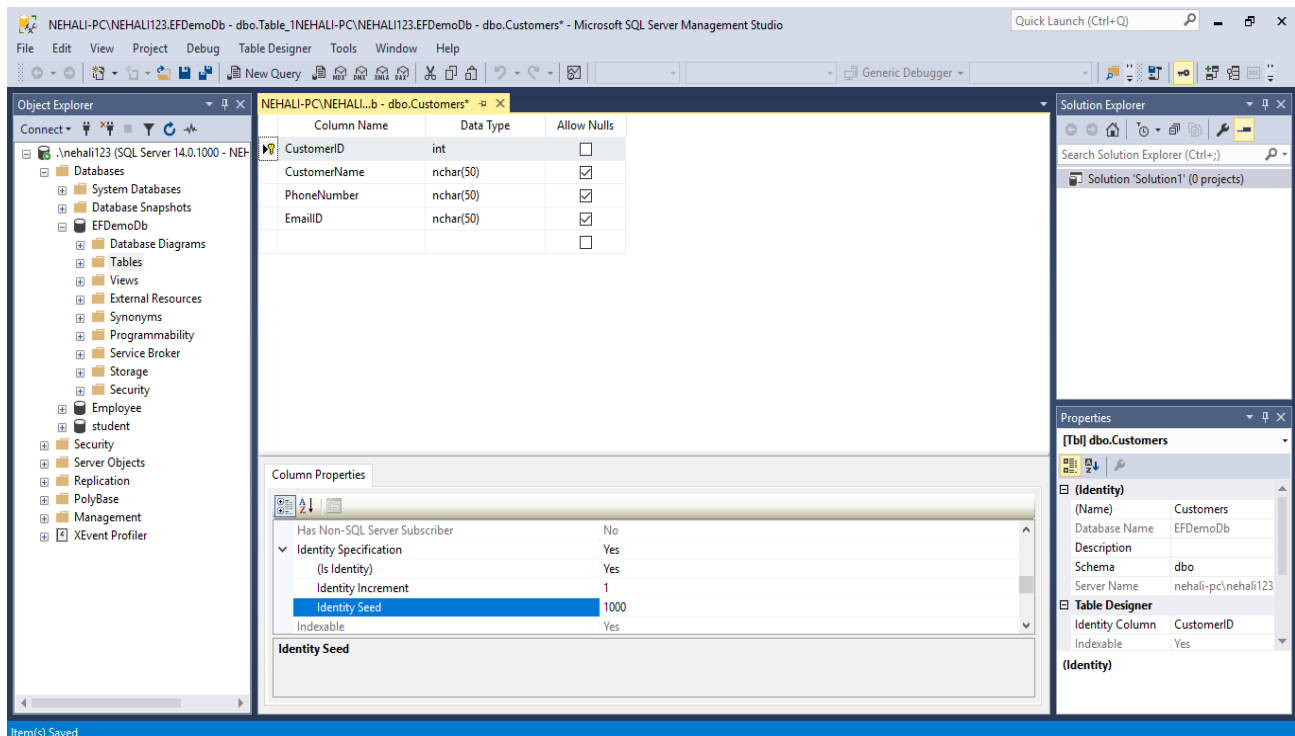 NEHALI-PC\NEHALI123.EFDemoDb - dbo.Table_1NEHALI-PC\NEHALI123.EFDemoDb - dbo.Customers* - Microsoft SQL Server Management Studio
Quick Launch (Ctrl+Q)
File Edit View Project Debug Table Designer Tools Window Help
New Query MDX DMX XMLA DAX Generic Debugger
Object Explorer
Connect
.\nehali123 (SQL Server 14.0.1000 - NEH
Databases
System Databases
Database Snapshots
EFDemoDb
Database Diagrams
Tables
Views
External Resources
Synonyms
Programmability
Service Broker
Storage
Security
Employee
student
Security
Server Objects
Replication
PolyBase
Management
XEvent Profiler
NEHALI-PC\NEHALI...b - dbo.Customers*
Column Name Data Type Allow Nulls
CustomerID int
CustomerName nchar(50)
PhoneNumber nchar(50)
EmailID nchar(50)
Column Properties
Has Non-SQL Server Subscriber No
Identity Specification Yes
(Is Identity) Yes
Identity Increment 1
Identity Seed 1000
Indexable Yes
Identity Seed
Solution Explorer
Search Solution Explorer (Ctrl+;)
Solution 'Solution1' (0 projects)
Properties
[Tbl] dbo.Customers
(Identity)
(Name) Customers
Database Name EFDemoDb
Description
Schema dbo
Server Name nehali-pc\nehali123
Table Designer
Identity Column CustomerID
Indexable Yes
(Identity)
Item(s) Saved